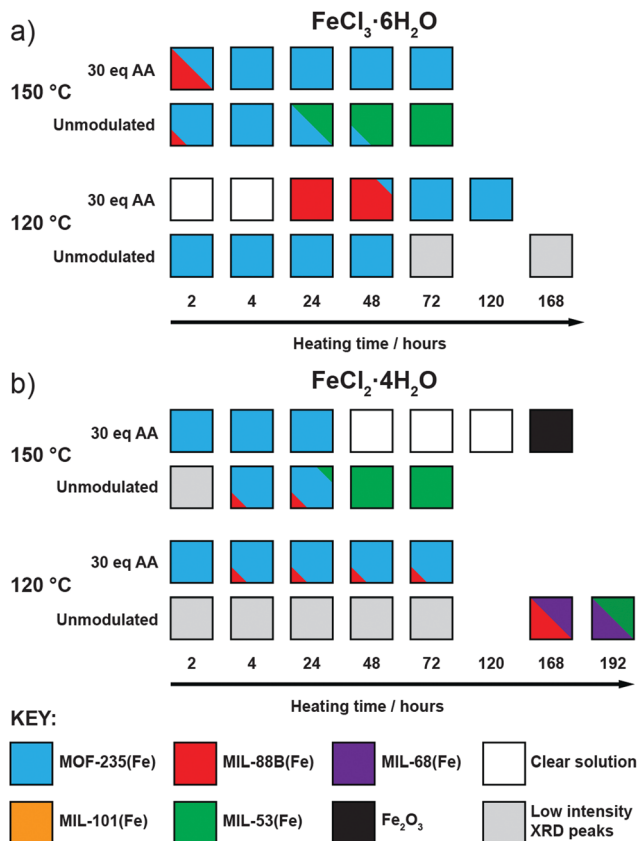 a)
FeCl₃·6H₂O
30 eq AA
150 °C
Unmodulated
30 eq AA
120 °C
Unmodulated
2 4 24 48 72 120 168
Heating time / hours
b)
FeCl₂·4H₂O
30 eq AA
150 °C
Unmodulated
30 eq AA
120 °C
Unmodulated
2 4 24 48 72 120 168 192
Heating time / hours
KEY:
MOF-235(Fe) MIL-88B(Fe) MIL-68(Fe) Clear solution
MIL-101(Fe) MIL-53(Fe) Fe₂O₃ Low intensity
XRD peaks